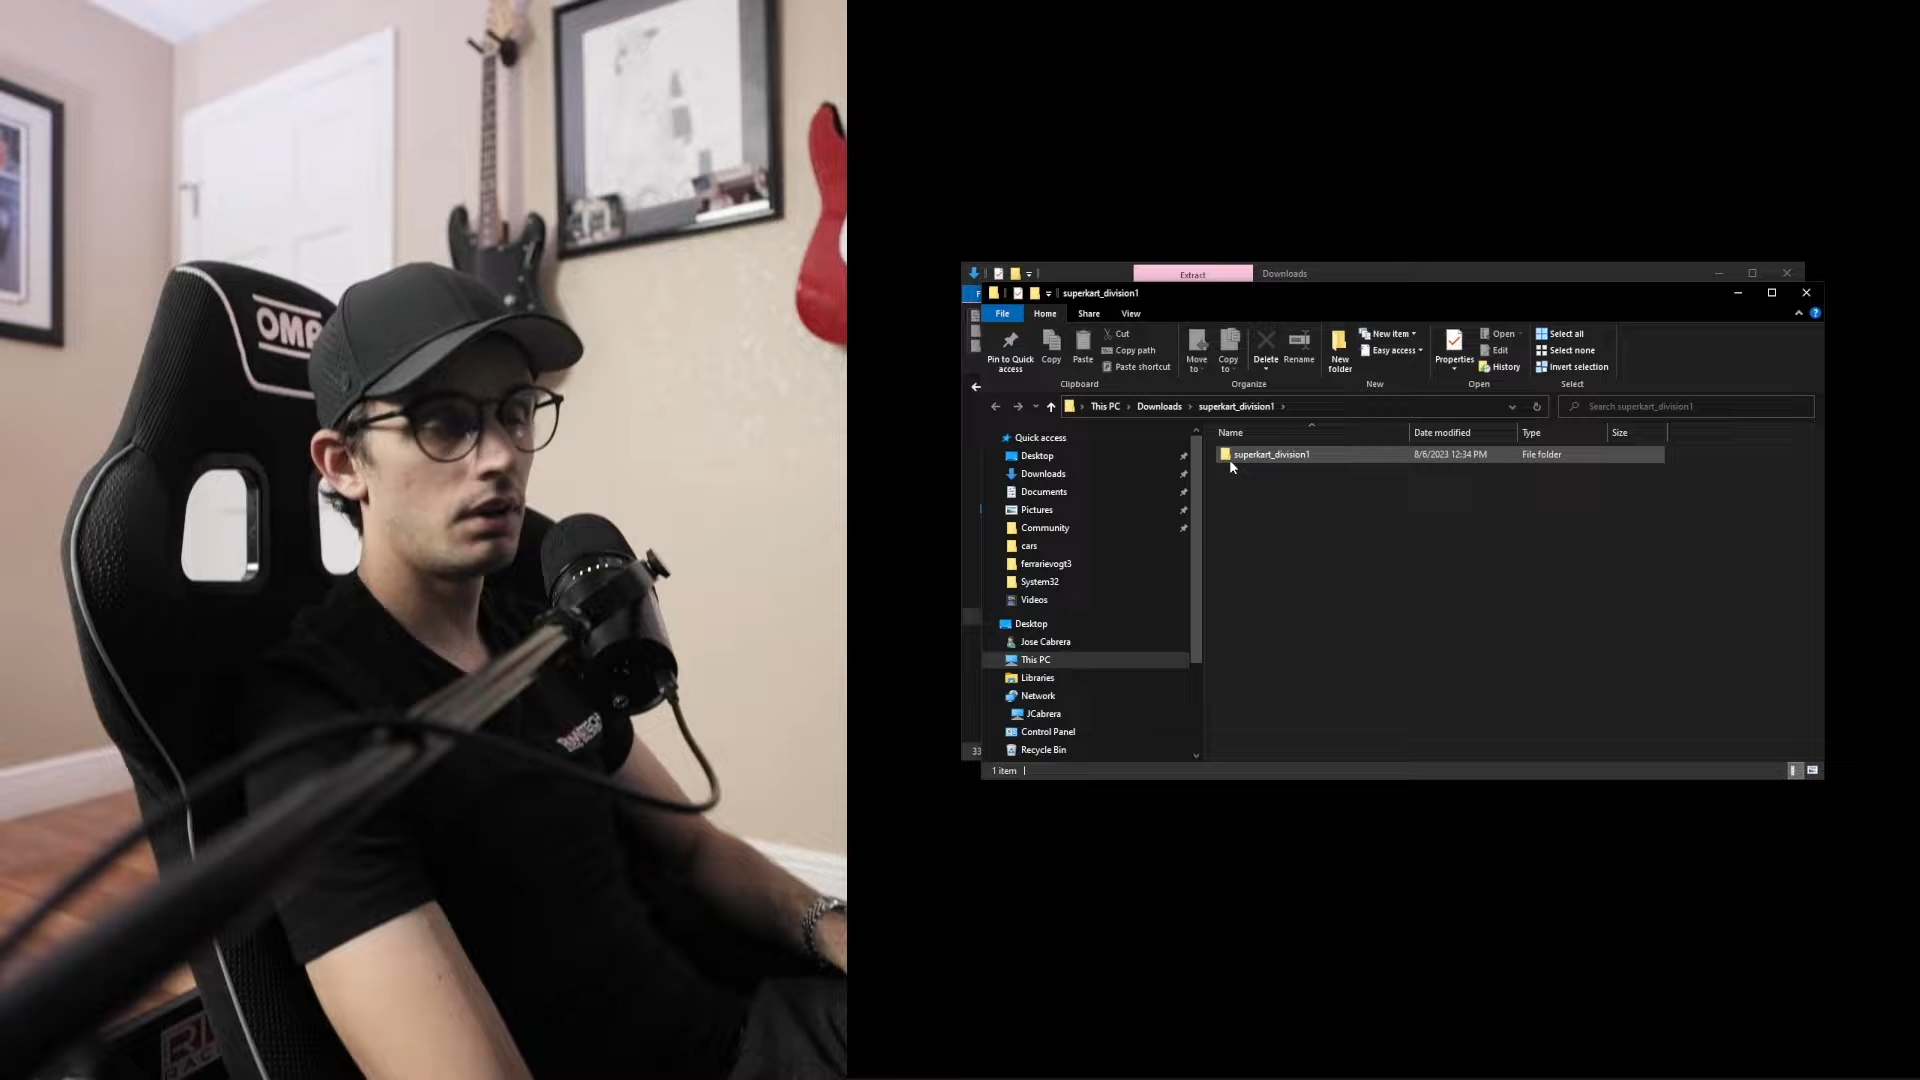 OMP
Extract
Downloads
superkart_division1
File
Home
Share
View
Pin to Quick access
Copy
Paste
Cut
Copy path
Paste shortcut
Move to
Copy to
Delete
Rename
New folder
New item
Easy access
Properties
Open
Edit
History
Select all
Select none
Invert selection
Clipboard
Organize
New
Open
Select
This PC
Downloads
superkart_division1
Search superkart_division1
Name
Date modified
Type
Size
superkart_division1
8/6/2023 12:34 PM
File folder
Quick access
Desktop
Downloads
Documents
Pictures
Community
cars
ferrarievogt3
System32
Videos
Desktop
Jose Cabrera
This PC
Libraries
Network
JCabrera
Control Panel
Recycle Bin
33
1 item